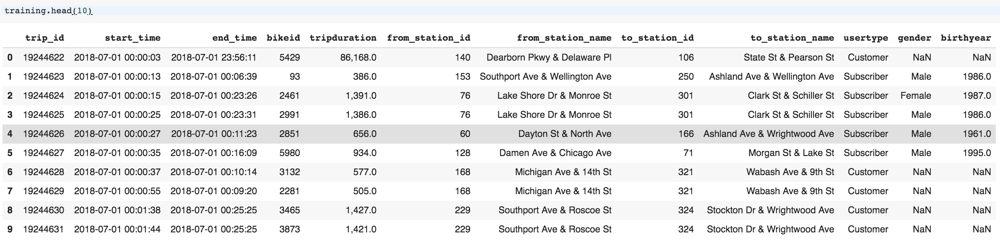 training.head(10)
trip_id start_time end_time bikeid tripduration from_station_id from_station_name to_station_id to_station_name usertype gender birthyear
0 19244622 2018-07-01 00:00:03 2018-07-01 23:56:11 5429 86,168.0 140 Dearborn Pkwy & Delaware Pl 106 State St & Pearson St Customer NaN NaN
1 19244623 2018-07-01 00:00:13 2018-07-01 00:06:39 93 386.0 153 Southport Ave & Wellington Ave 250 Ashland Ave & Wellington Ave Subscriber Male 1986.0
2 19244624 2018-07-01 00:00:15 2018-07-01 00:23:26 2461 1,391.0 76 Lake Shore Dr & Monroe St 301 Clark St & Schiller St Subscriber Female 1987.0
3 19244625 2018-07-01 00:00:25 2018-07-01 00:23:31 2991 1,386.0 76 Lake Shore Dr & Monroe St 301 Clark St & Schiller St Subscriber Male 1986.0
4 19244626 2018-07-01 00:00:27 2018-07-01 00:11:23 2851 656.0 60 Dayton St & North Ave 166 Ashland Ave & Wrightwood Ave Subscriber Male 1961.0
5 19244627 2018-07-01 00:00:35 2018-07-01 00:16:09 5980 934.0 128 Damen Ave & Chicago Ave 71 Morgan St & Lake St Subscriber Male 1995.0
6 19244628 2018-07-01 00:00:37 2018-07-01 00:10:14 3132 577.0 168 Michigan Ave & 14th St 321 Wabash Ave & 9th St Customer NaN NaN
7 19244629 2018-07-01 00:00:55 2018-07-01 00:09:20 2281 505.0 168 Michigan Ave & 14th St 321 Wabash Ave & 9th St Customer NaN NaN
8 19244630 2018-07-01 00:01:38 2018-07-01 00:25:25 3465 1,427.0 229 Southport Ave & Roscoe St 324 Stockton Dr & Wrightwood Ave Customer NaN NaN
9 19244631 2018-07-01 00:01:44 2018-07-01 00:25:25 3873 1,421.0 229 Southport Ave & Roscoe St 324 Stockton Dr & Wrightwood Ave Customer NaN NaN